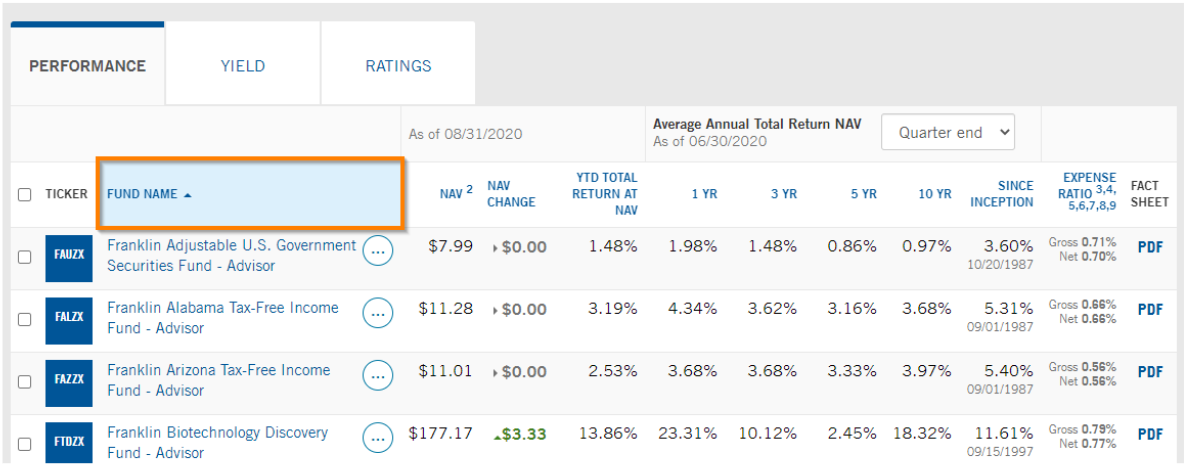 PERFORMANCE YIELD RATINGS
As of 08/31/2020 Average Annual Total Return NAV
As of 06/30/2020 Quarter end
TICKER FUND NAME NAV 2 NAV CHANGE YTD TOTAL RETURN AT NAV 1 YR 3 YR 5 YR 10 YR SINCE INCEPTION EXPENSE RATIO 3,4, 5,6,7,8,9 FACT SHEET
FAUZX Franklin Adjustable U.S. Government $7.99 $0.00 1.48% 1.98% 1.48% 0.86% 0.97% 3.60% Gross 0.71% PDF
Securities Fund - Advisor 10/20/1987 Net 0.70%
FALZX Franklin Alabama Tax-Free Income $11.28 $0.00 3.19% 4.34% 3.62% 3.16% 3.68% 5.31% Gross 0.66% PDF
Fund - Advisor 09/01/1987 Net 0.66%
FAZZX Franklin Arizona Tax-Free Income $11.01 $0.00 2.53% 3.68% 3.68% 3.33% 3.97% 5.40% Gross 0.56% PDF
Fund - Advisor 09/01/1987 Net 0.56%
FTDZX Franklin Biotechnology Discovery $177.17 $3.33 13.86% 23.31% 10.12% 2.45% 18.32% 11.61% Gross 0.79% PDF
Fund - Advisor 09/15/1997 Net 0.77%